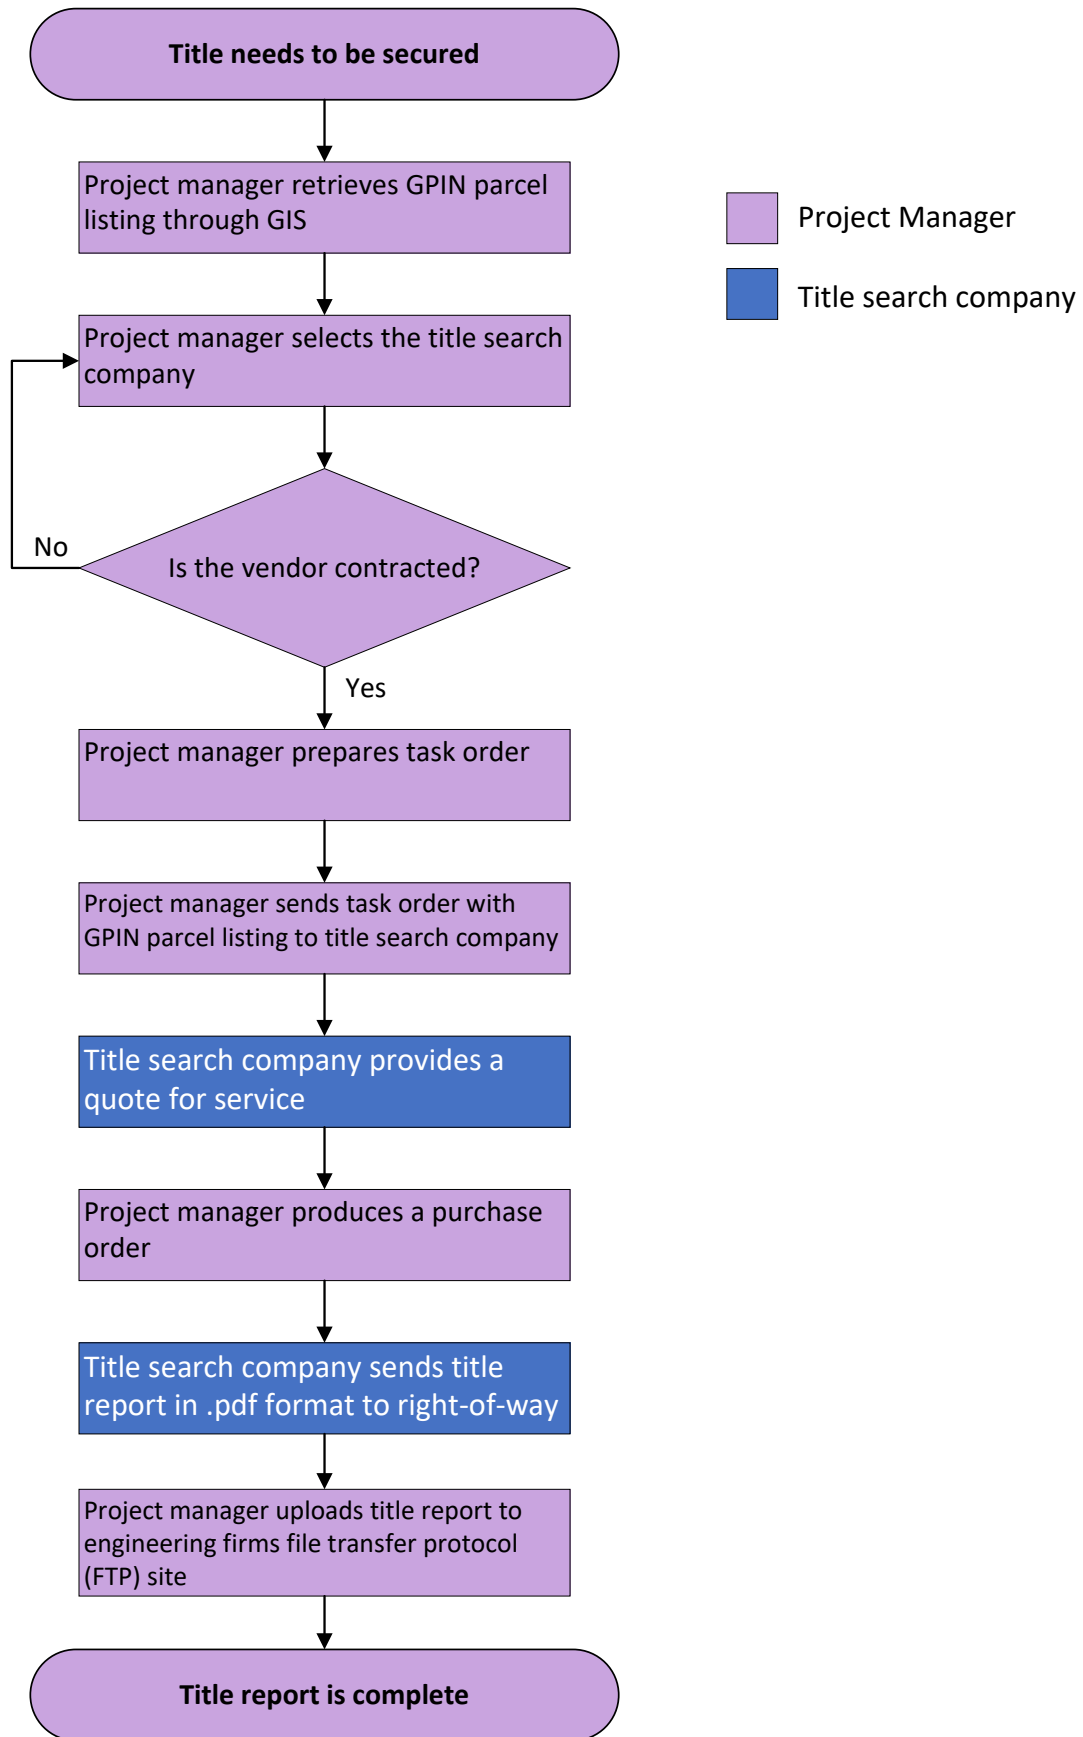 Title needs to be secured
Project manager retrieves GPIN parcel
listing through GIS
Project Manager
Title search company
Project manager selects the title search
company
No
Is the vendor contracted?
Yes
Project manager prepares task order
Project manager sends task order with
GPIN parcel listing to title search company
Title search company provides a
quote for service
Project manager produces a purchase
order
Title search company sends title
report in .pdf format to right-of-way
Project manager uploads title report to
engineering firms file transfer protocol
(FTP) site
Title report is complete